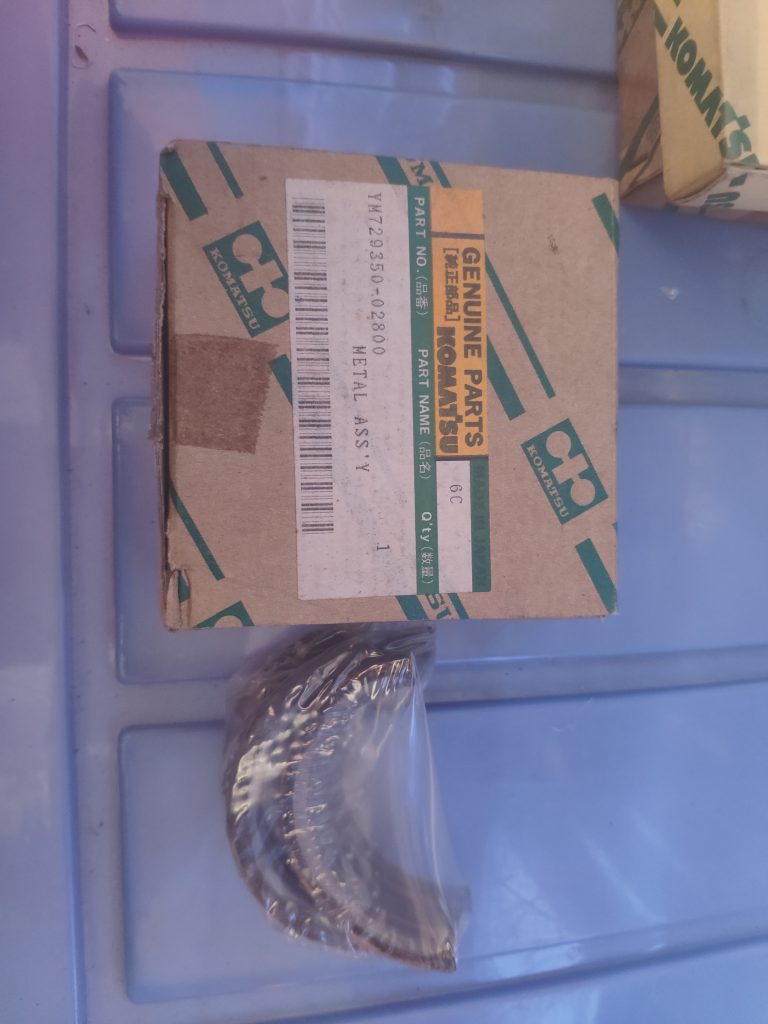 KOMATSU
GENUINE PARTS
[純正部品] KOMATSU
6C
PART NO.(品番) PART NAME(品名) Q'ty(数量)
YM729350-02800
METAL ASS'Y 1
KOMATSU
KOMATSU